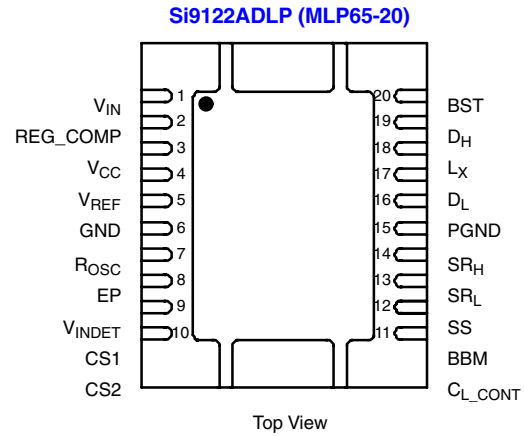 Si9122ADLP (MLP65-20)
VIN
REG_COMP
VCC
VREF
GND
ROSC
EP
VINDET
CS1
CS2
1
2
3
4
5
6
7
8
9
10
20
19
18
17
16
15
14
13
12
11
BST
DH
LX
DL
PGND
SRH
SRL
SS
BBM
CL_CONT
Top View